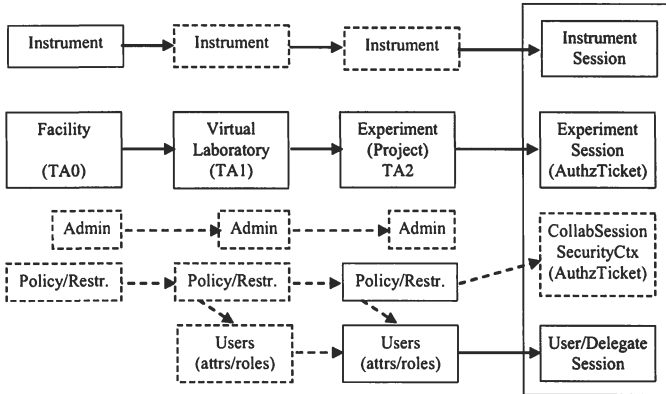 Instrument
Instrument
Instrument
Instrument
Session
Facility
(TA0)
Virtual
Laboratory
(TA1)
Experiment
(Project)
TA2
Experiment
Session
(AuthzTicket)
Admin
Admin
Admin
CollabSession
SecurityCtx
(AuthzTicket)
Policy/Restr.
Policy/Restr.
Policy/Restr.
Users
(attrs/roles)
Users
(attrs/roles)
User/Delegate
Session